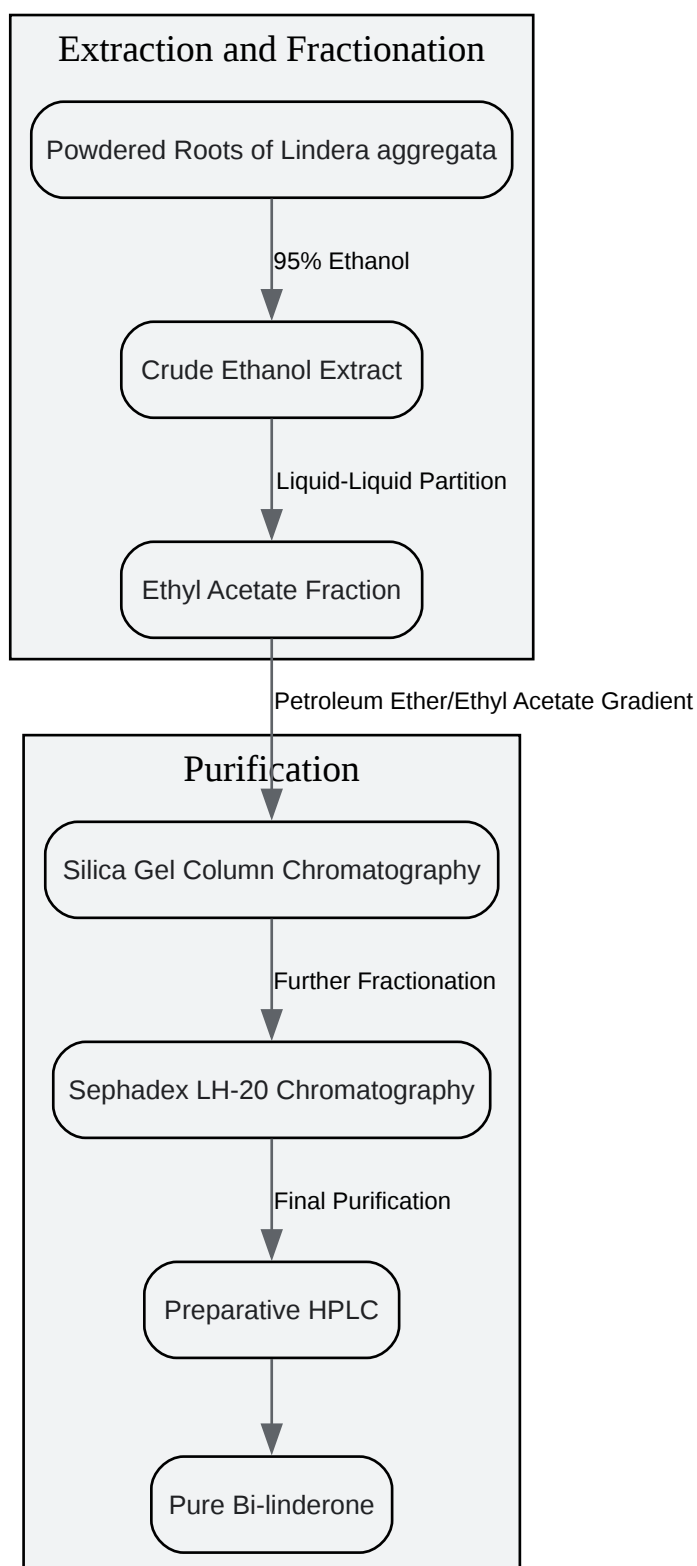 Extraction and Fractionation
Powdered Roots of Lindera aggregata
95% Ethanol
Crude Ethanol Extract
Liquid-Liquid Partition
Ethyl Acetate Fraction
Petroleum Ether/Ethyl Acetate Gradient
Purification
Silica Gel Column Chromatography
Further Fractionation
Sephadex LH-20 Chromatography
Final Purification
Preparative HPLC
Pure Bi-linderone